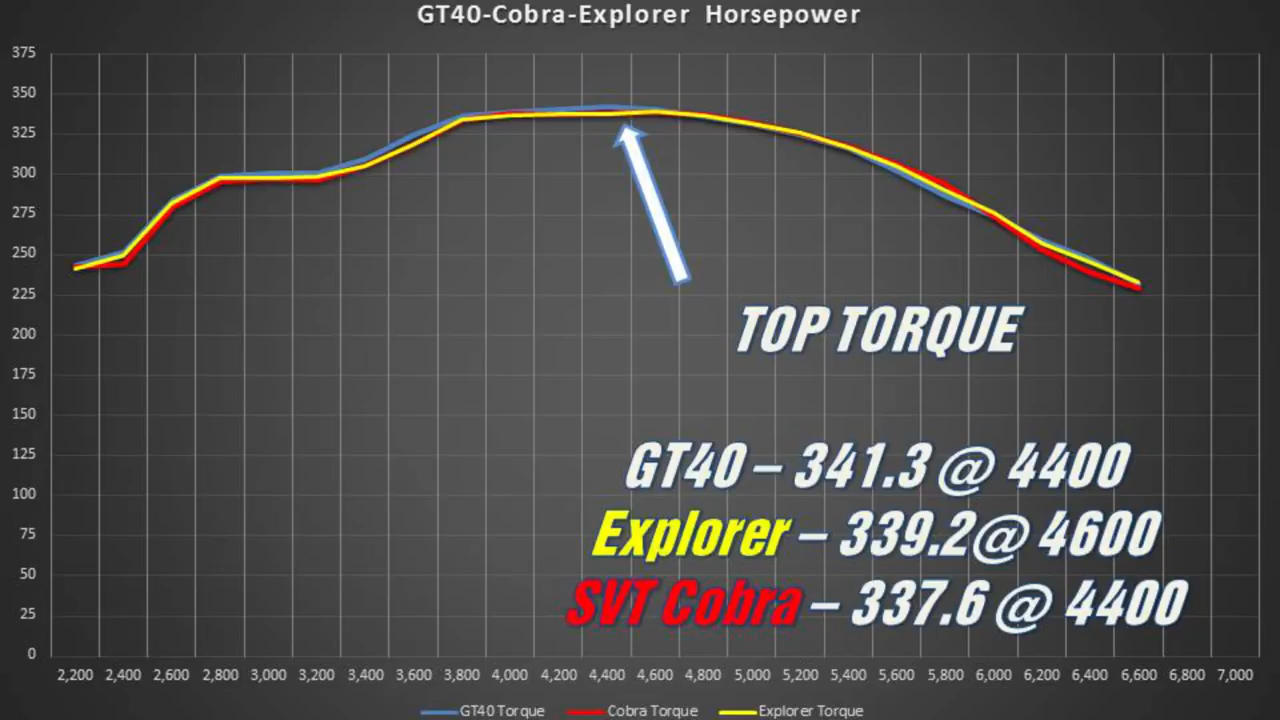 GT40-Cobra-Explorer Horsepower
375
350
325
300
275
250
225
200
175
150
125
100
75
50
25
0
TOP TORQUE
GT40 – 341.3 @ 4400
Explorer – 339.2@ 4600
SVT Cobra – 337.6 @ 4400
2,200 2,400 2,600 2,800 3,000 3,200 3,400 3,600 3,800 4,000 4,200 4,400 4,600 4,800 5,000 5,200 5,400 5,600 5,800 6,000 6,200 6,400 6,600 7,000
GT40 Torque Cobra Torque Explorer Torque